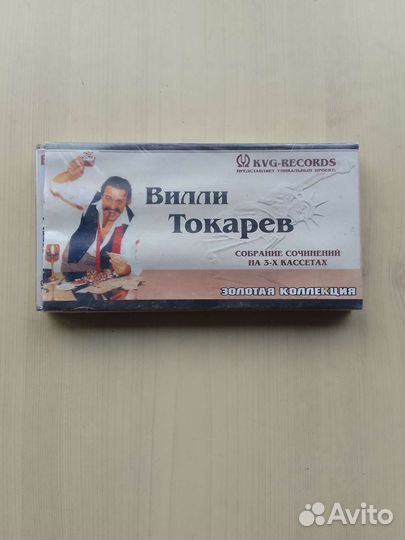 KVG-RECORDS
ПРЕДСТАВЛЯЕТ УНИКАЛЬНЫЙ ПРОЕКТ:
ВИЛЛИ
ТОКАРЕВ
СОБРАНИЕ СОЧИНЕНИЙ
НА 3-Х КАССЕТАХ
ЗОЛОТАЯ КОЛЛЕКЦИЯ
Avito